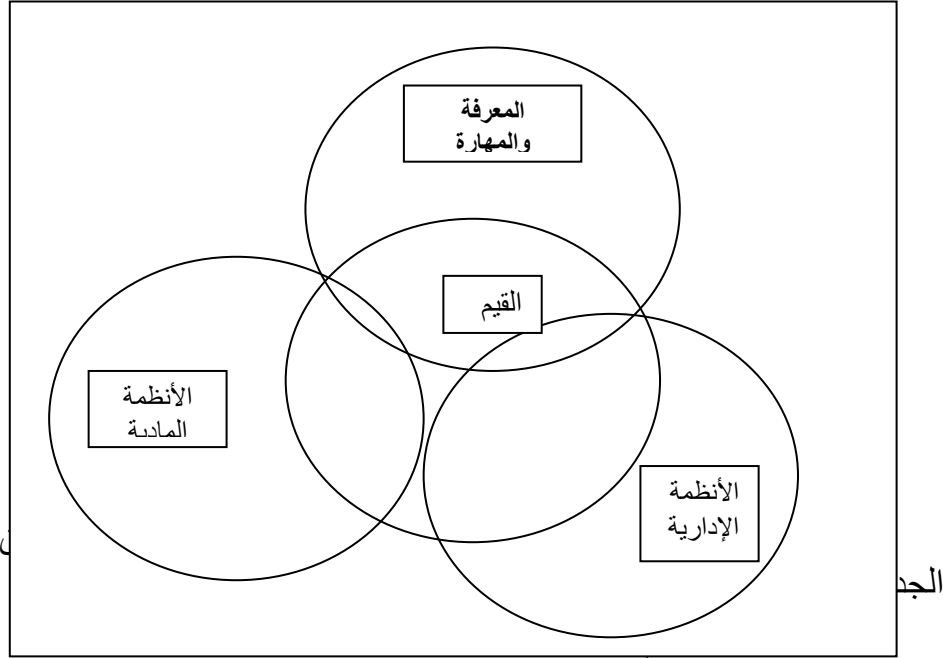 المعرفة
والمهارة
القيم
الأنظمة
المادية
الأنظمة
الإدارية